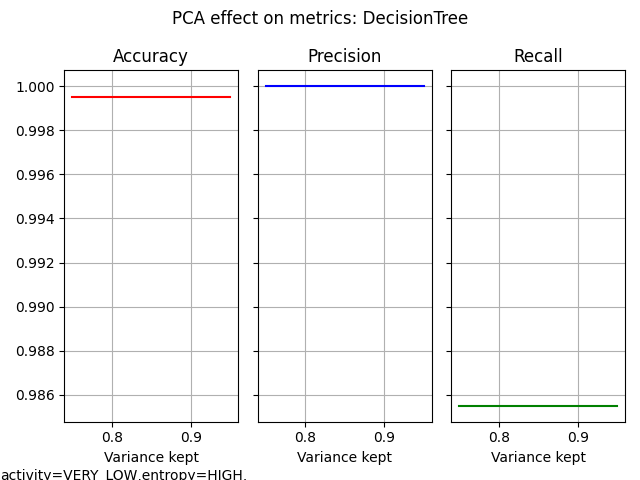 PCA effect on metrics: DecisionTree
Accuracy
Precision
Recall
1.000
0.998
0.996
0.994
0.992
0.990
0.988
0.986
0.8 0.9
0.8 0.9
0.8 0.9
Variance kept
Variance kept
Variance kept
activity=VERY_LOW,entropy=HIGH,